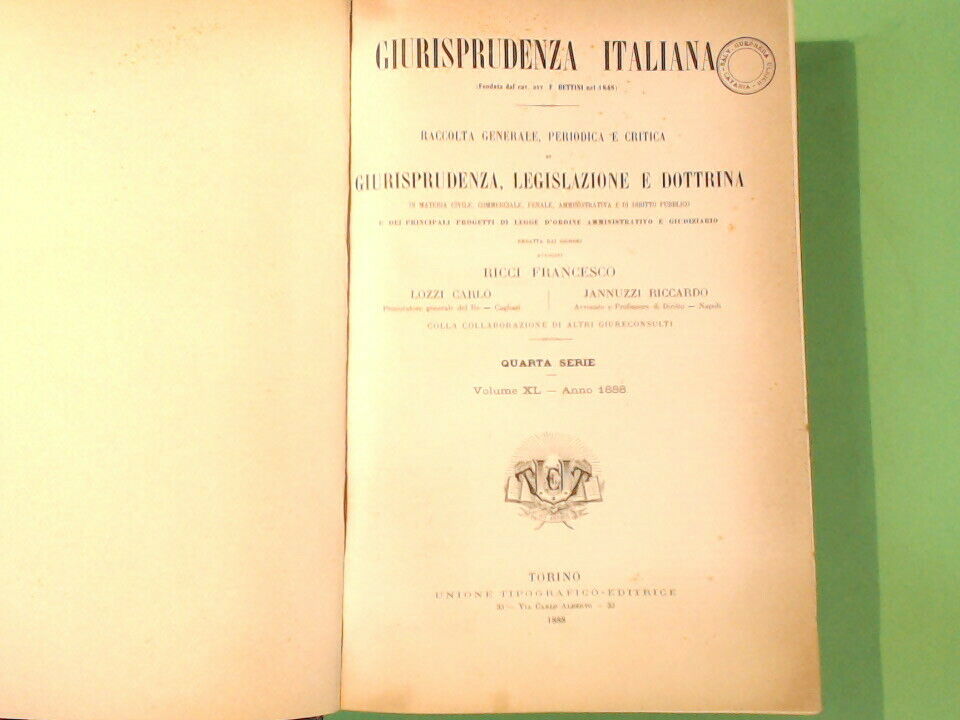 GIURISPRUDENZA ITALIANA
(Fondata dal cav. avv. F. BETTINI nel 1848)
RACCOLTA GENERALE, PERIODICA E CRITICA
DI
GIURISPRUDENZA, LEGISLAZIONE E DOTTRINA
IN MATERIA CIVILE, COMMERCIALE, PENALE, AMMINISTRATIVA E DI DIRITTO PUBBLICO
E DEI PRINCIPALI PROGETTI DI LEGGE D'ORDINE AMMINISTRATIVO E GIUDIZIARIO
REDATTA DAI SIGNORI
AVVOCATI
RICCI FRANCESCO
LOZZI CARLO
Procuratore generale del Re — Cagliari
JANNUZZI RICCARDO
Avvocato e Professore di Diritto — Napoli
COLLA COLLABORAZIONE DI ALTRI GIURECONSULTI
QUARTA SERIE
Volume XL — Anno 1888
TORINO
UNIONE TIPOGRAFICO-EDITRICE
33 — VIA CARLO ALBERTO — 33
1888